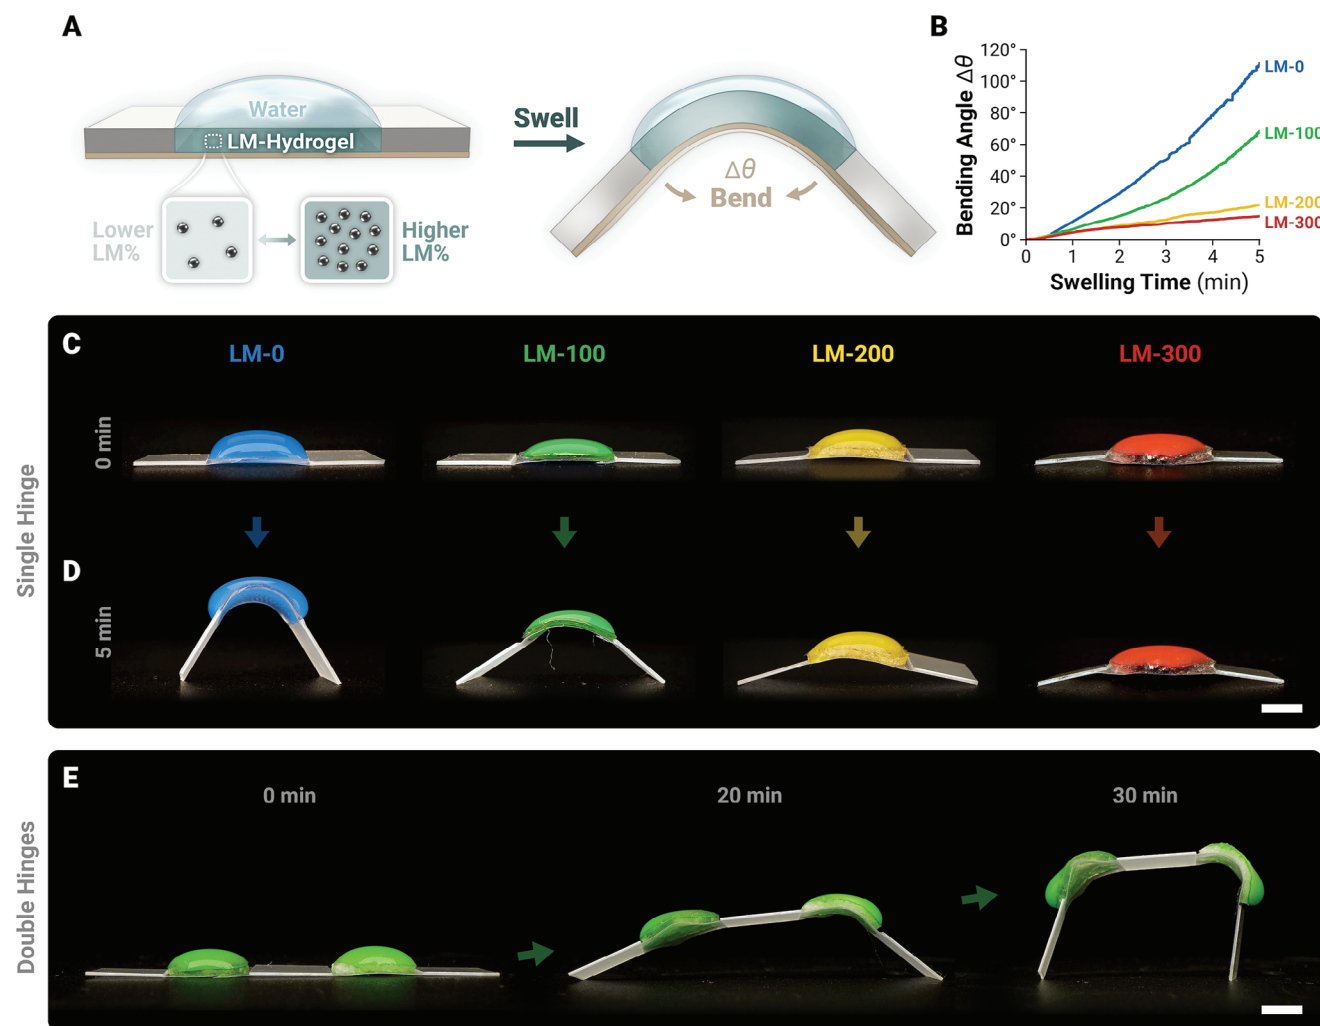 A
Water
LM-Hydrogel
Lower
LM%
Higher
LM%
Swell
Δθ
Bend
B
Bending Angle Δθ
120°
100°
80°
60°
40°
20°
0°
0 1 2 3 4 5
Swelling Time (min)
LM-0
LM-100
LM-200
LM-300
Single Hinge
C
LM-0 LM-100 LM-200 LM-300
0 min
D
5 min
Double Hinges
E
0 min 20 min 30 min